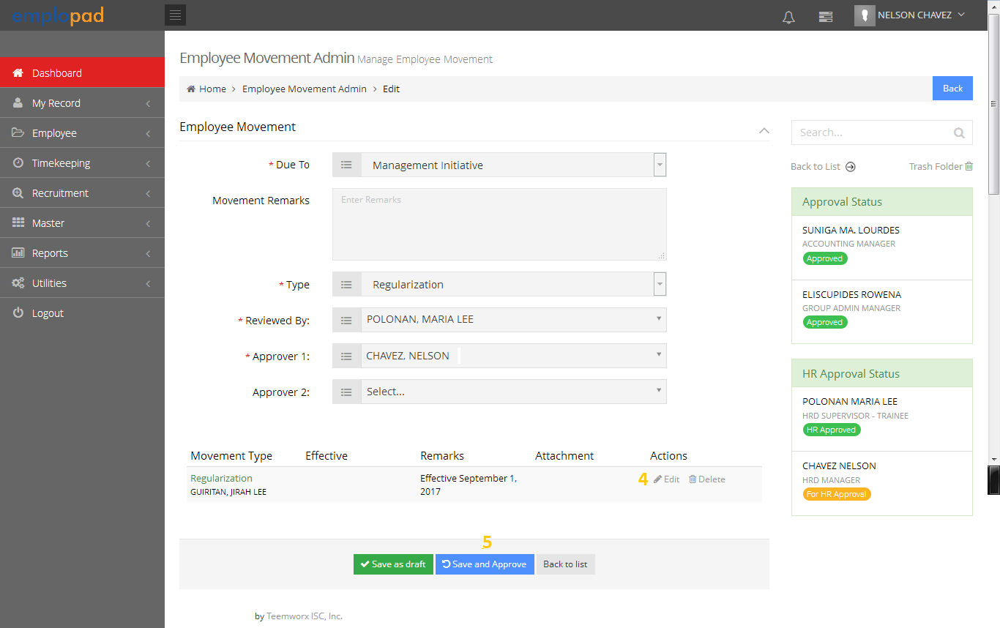 emplopad
NELSON CHAVEZ
Dashboard
My Record
Employee
Timekeeping
Recruitment
Master
Reports
Utilities
Logout
Employee Movement Admin Manage Employee Movement
Home > Employee Movement Admin > Edit
Back
Employee Movement
* Due To
Management Initiative
Movement Remarks
Enter Remarks
* Type
Regularization
* Reviewed By:
POLONAN, MARIA LEE
* Approver 1:
CHAVEZ, NELSON
Approver 2:
Select...
Movement Type Effective Remarks Attachment Actions
Regularization
GUIRITAN, JIRAH LEE
Effective September 1,
2017
4 Edit Delete
5
Save as draft Save and Approve Back to list
by Teemworx ISC, Inc.
Search...
Back to List
Trash Folder
Approval Status
SUNIGA MA. LOURDES
ACCOUNTING MANAGER
Approved
ELISCUPIDES ROWENA
GROUP ADMIN MANAGER
Approved
HR Approval Status
POLONAN MARIA LEE
HRD SUPERVISOR - TRAINEE
HR Approved
CHAVEZ NELSON
HRD MANAGER
For HR Approval